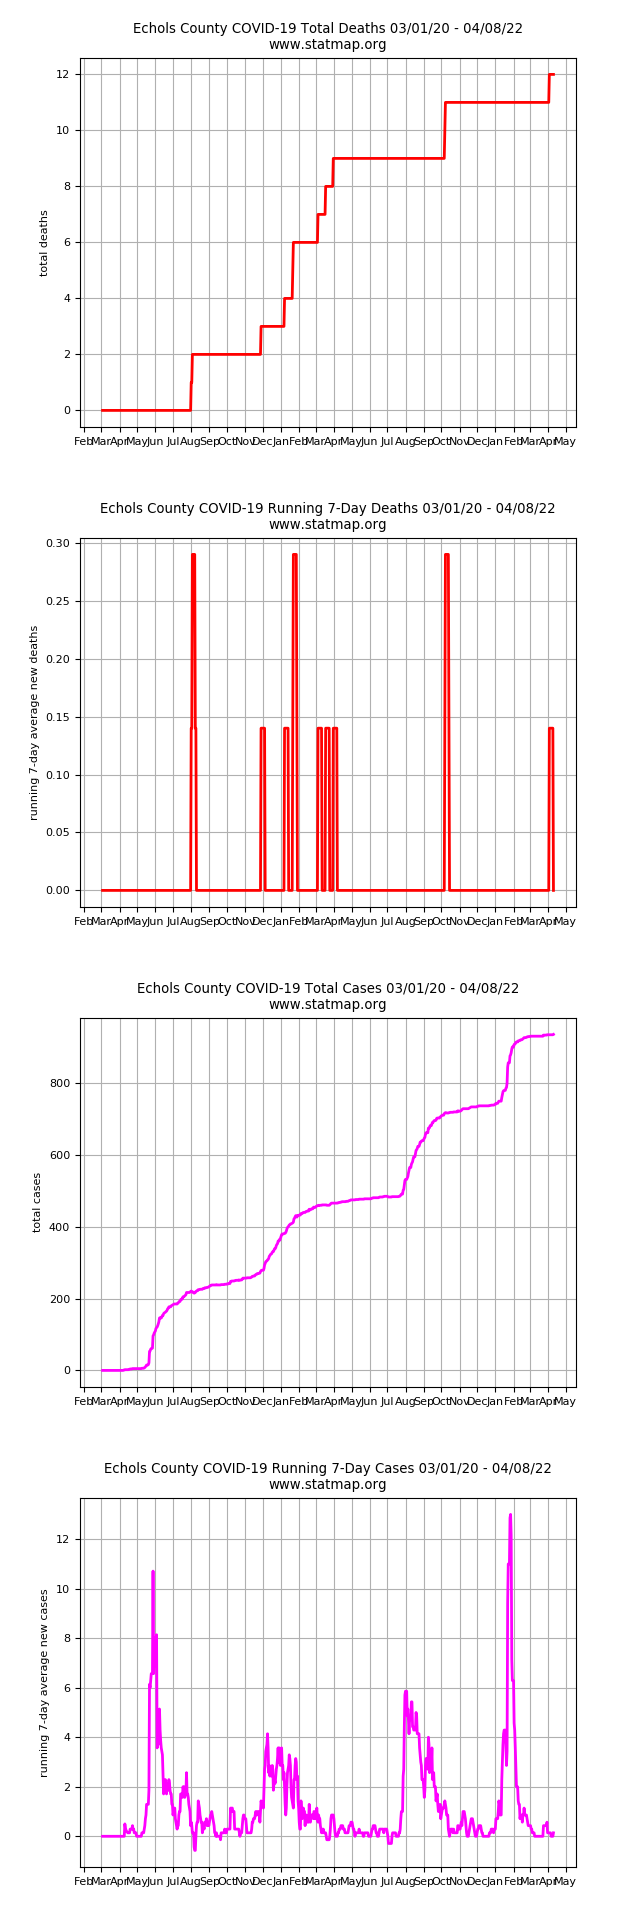 Echols County COVID-19 Total Deaths 03/01/20 - 04/08/22
www.statmap.org
12
10
8
6
4
2
0
total deaths
Feb Mar Apr May Jun Jul Aug Sep Oct Nov Dec Jan Feb Mar Apr May Jun Jul Aug Sep Oct Nov Dec Jan Feb Mar Apr May
Echols County COVID-19 Running 7-Day Deaths 03/01/20 - 04/08/22
www.statmap.org
0.30
0.25
0.20
0.15
0.10
0.05
0.00
running 7-day average new deaths
Feb Mar Apr May Jun Jul Aug Sep Oct Nov Dec Jan Feb Mar Apr May Jun Jul Aug Sep Oct Nov Dec Jan Feb Mar Apr May
Echols County COVID-19 Total Cases 03/01/20 - 04/08/22
www.statmap.org
800
600
400
200
0
total cases
Feb Mar Apr May Jun Jul Aug Sep Oct Nov Dec Jan Feb Mar Apr May Jun Jul Aug Sep Oct Nov Dec Jan Feb Mar Apr May
Echols County COVID-19 Running 7-Day Cases 03/01/20 - 04/08/22
www.statmap.org
12
10
8
6
4
2
0
running 7-day average new cases
Feb Mar Apr May Jun Jul Aug Sep Oct Nov Dec Jan Feb Mar Apr May Jun Jul Aug Sep Oct Nov Dec Jan Feb Mar Apr May